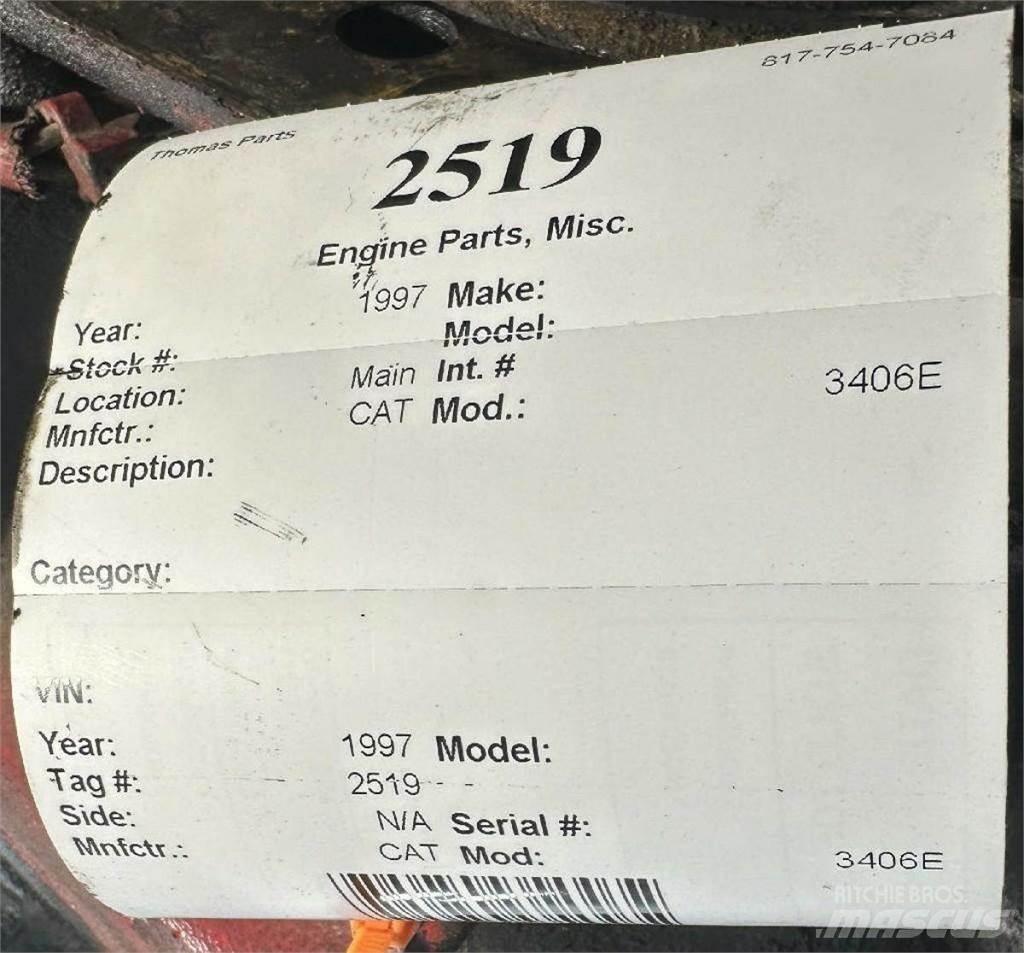 Thomas Parts 817-754-7084
2519
Engine Parts, Misc.
Year: 1997 Make:
Stock #: Model:
Location: Main Int. #
Mnfctr.: CAT Mod.: 3406E
Description:
Category:
VIN:
Year: 1997 Model:
Tag #: 2519 - -
Side: N/A Serial #:
Mnfctr.: CAT Mod: 3406E
RITCHIE BROS.
MASCUS